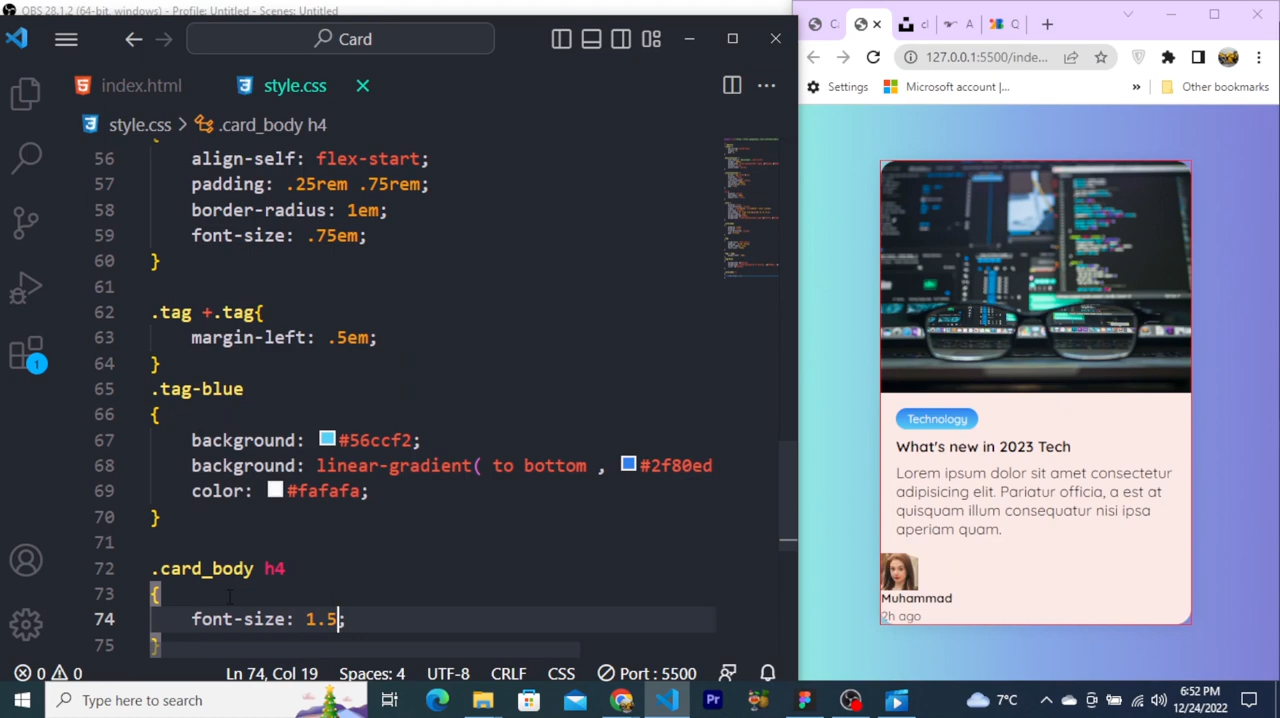 OBS 28.1.2 (64-bit, windows) - Profile: Untitled - Scenes: Untitled
Card
index.html
style.css
style.css > .card_body h4
{
56 align-self: flex-start;
57 padding: .25rem .75rem;
58 border-radius: 1em;
59 font-size: .75em;
60 }
61
62 .tag +.tag{
63 margin-left: .5em;
64 }
65 .tag-blue
66 {
67 background: #56ccf2;
68 background: linear-gradient( to bottom , #2f80ed
69 color: #fafafa;
70 }
71
72 .card_body h4
73 {
74 font-size: 1.5;
75 }
1
0 0 Ln 74, Col 19 Spaces: 4 UTF-8 CRLF CSS Port : 5500
127.0.0.1:5500/inde...
Settings Microsoft account |... » Other bookmarks
Technology
What's new in 2023 Tech
Lorem ipsum dolor sit amet consectetur
adipisicing elit. Pariatur officia, a est at
quisquam illum consequatur nisi ipsa
aperiam quam.
Muhammad
2h ago
Type here to search
Pr
7°C
6:52 PM
12/24/2022